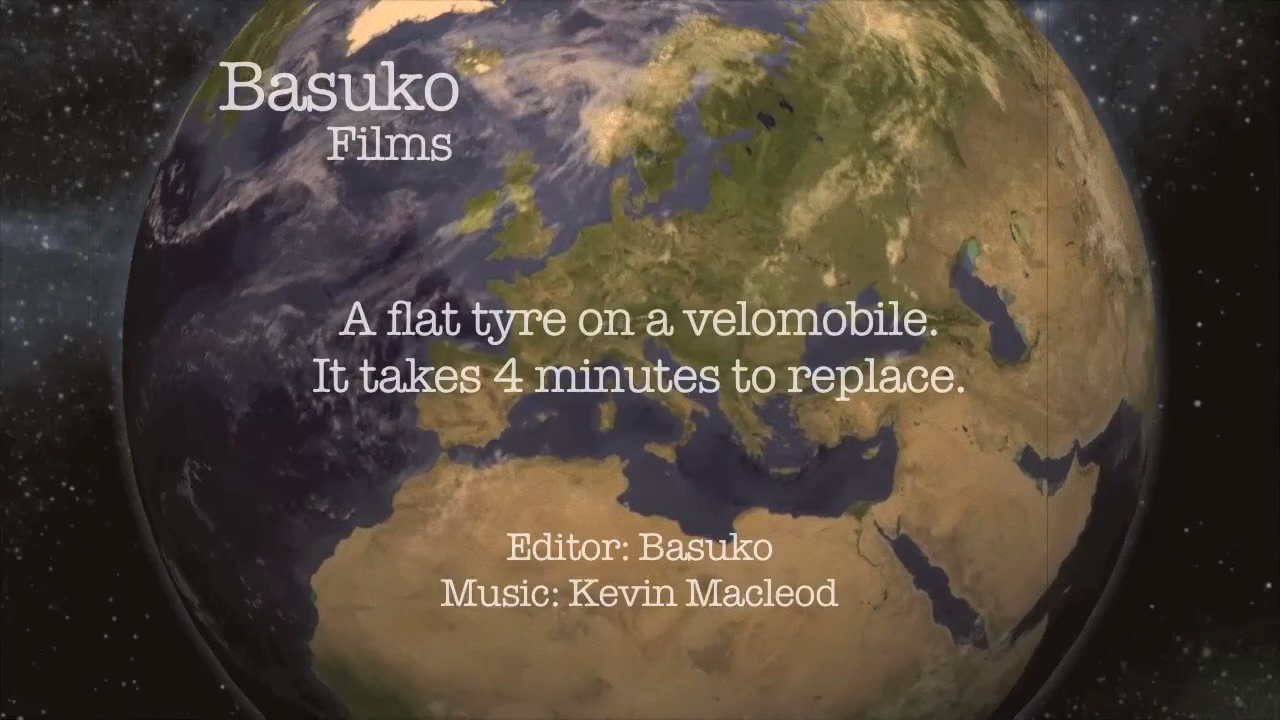 Basuko
Films
A flat tyre on a velomobile.
It takes 4 minutes to replace.
Editor: Basuko
Music: Kevin Macleod